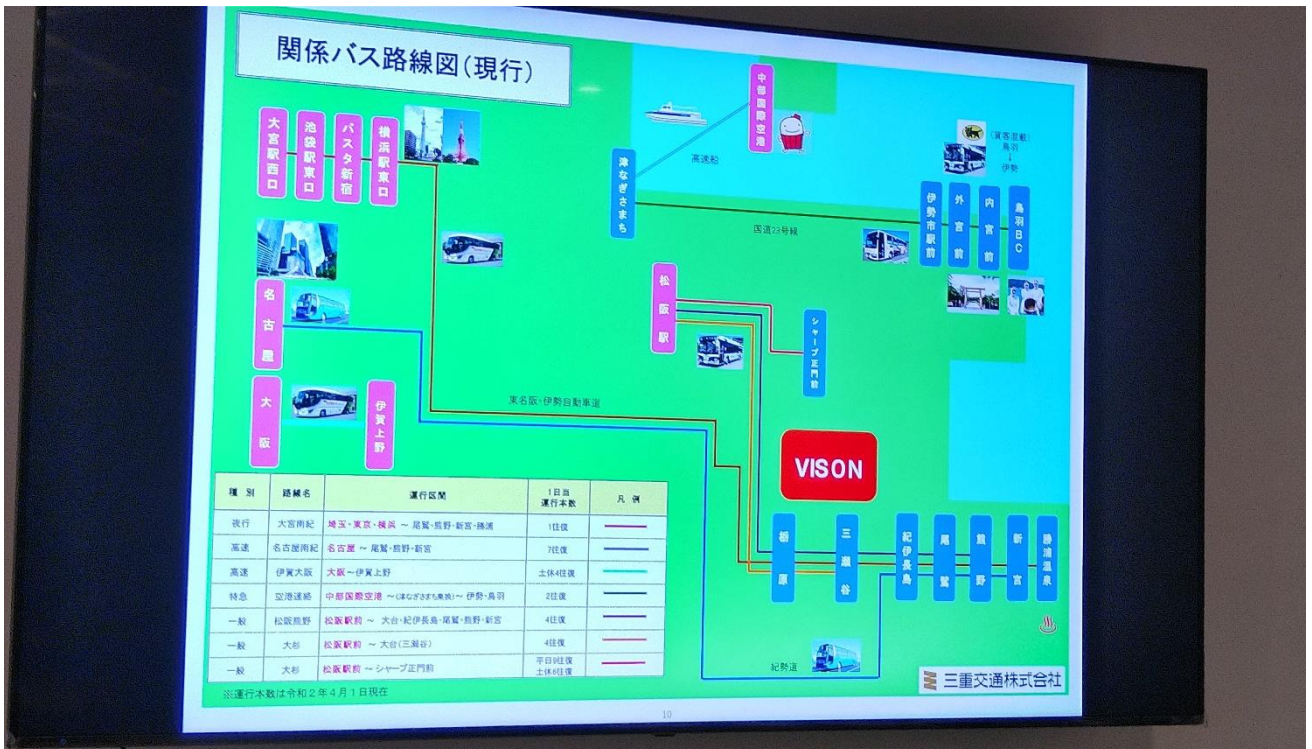 関係バス路線図(現行)
大宮駅西口
池袋駅東口
バスタ新宿
横浜駅東口
中部国際空港
高速船
津なぎさまち
(貨客混載)
鳥羽
↓
伊勢
国道23号線
伊勢市駅前
外宮前
内宮前
鳥羽BC
名古屋
松阪駅
シャープ正門前
大阪
伊賀上野
東名阪・伊勢自動車道
VISON
栃原
三瀬谷
紀伊長島
尾鷲
熊野
新宮
勝浦温泉
紀勢道
種別 路線名 運行区間 1日当運行本数 凡例
夜行 大宮南紀 埼玉・東京・横浜 ~ 尾鷲・熊野・新宮・勝浦 1往復
高速 名古屋南紀 名古屋 ~ 尾鷲・熊野・新宮 7往復
高速 伊賀大阪 大阪~伊賀上野 土休4往復
特急 空港連絡 中部国際空港 ~(津なぎさまち乗換)~ 伊勢・鳥羽 2往復
一般 松阪熊野 松阪駅前 ~ 大台・紀伊長島・尾鷲・熊野・新宮 4往復
一般 大杉 松阪駅前 ~ 大台(三瀬谷) 4往復
一般 大杉 松阪駅前 ~ シャープ正門前 平日9往復 土休6往復
※運行本数は令和2年4月1日現在
三重交通株式会社
10